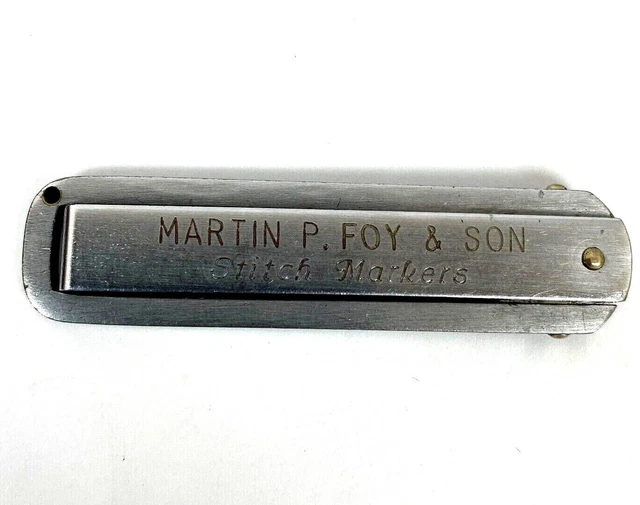 MARTIN P. FOY & SON
Stitch Markers